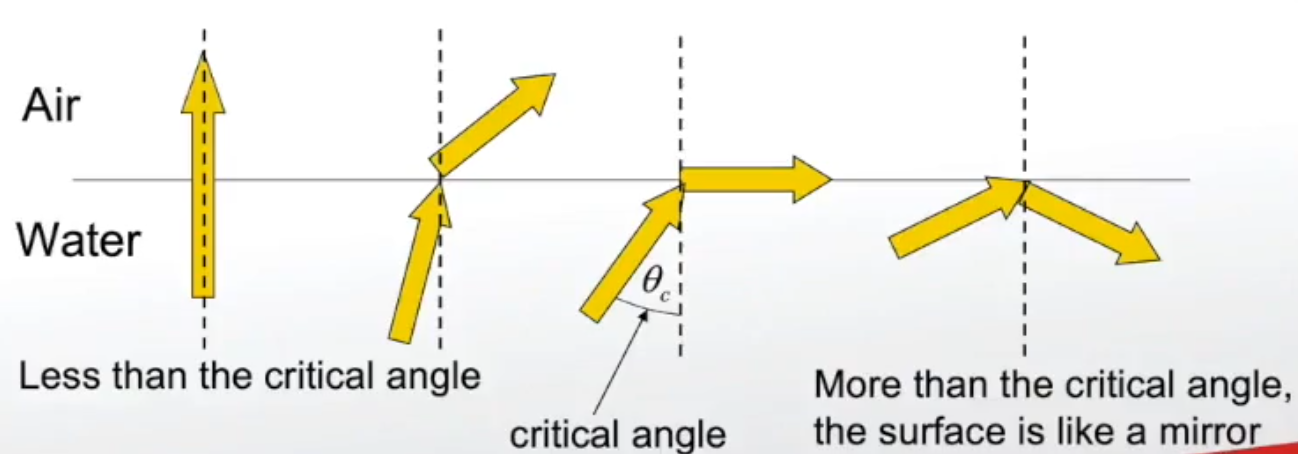 Air
Water
θc
Less than the critical angle
critical angle
More than the critical angle,
the surface is like a mirror